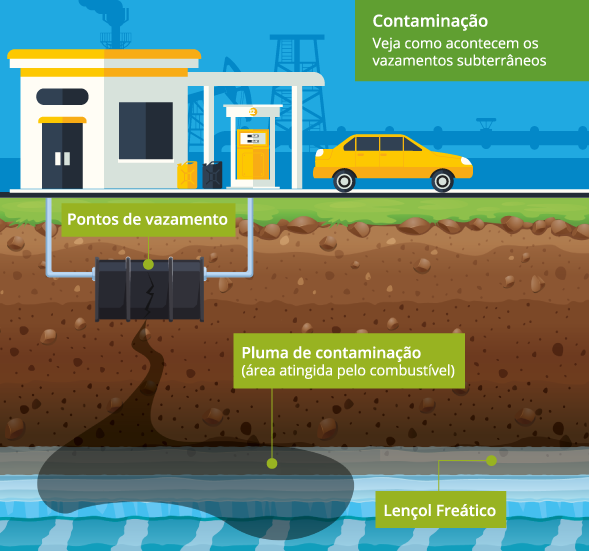 Contaminação
Veja como acontecem os
vazamentos subterrâneos
Pontos de vazamento
Pluma de contaminação
(área atingida pelo combustível)
Lençol Freático